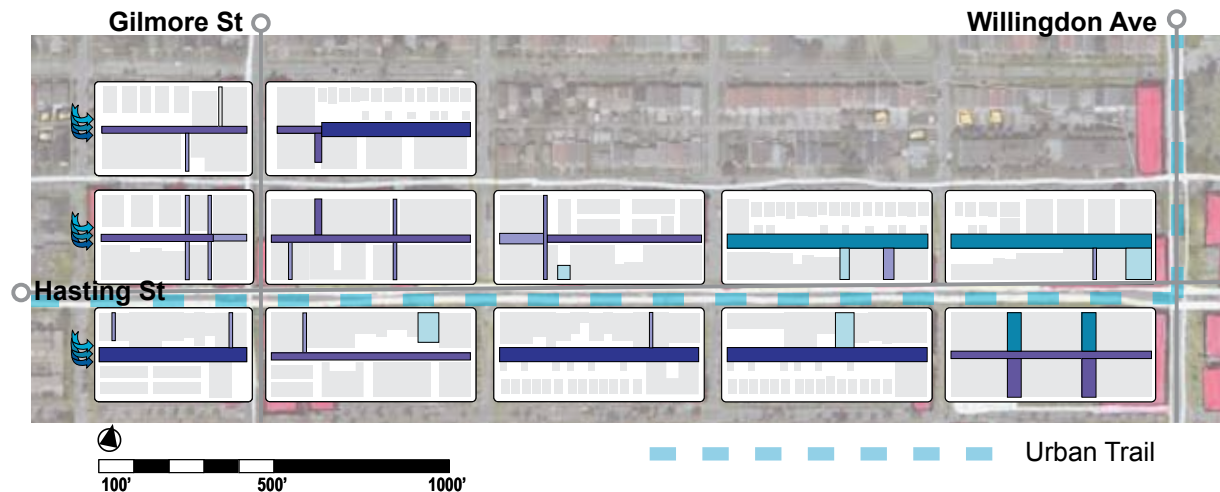 Gilmore St
Willingdon Ave
Hasting St
100' 500' 1000'
Urban Trail